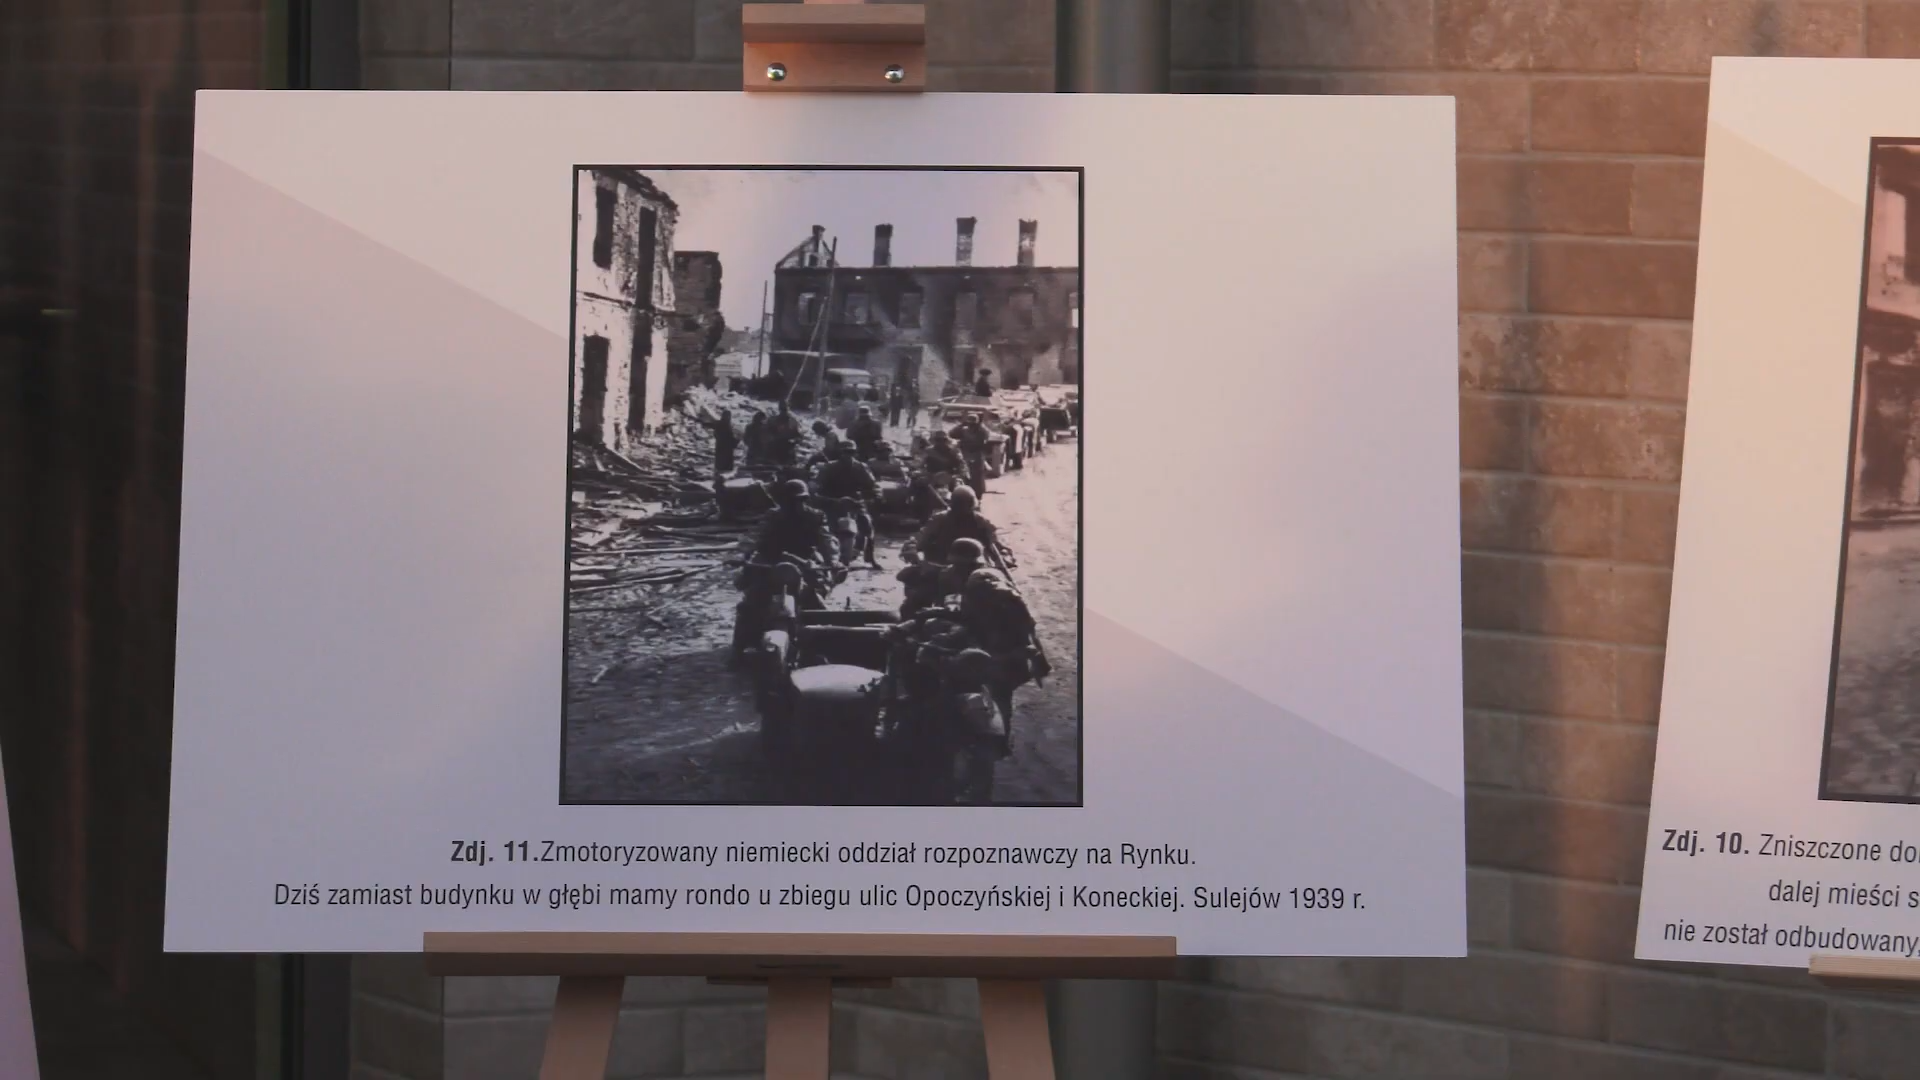 Zdj. 11.Zmotoryzowany niemiecki oddział rozpoznawczy na Rynku.
Dziś zamiast budynku w głębi mamy rondo u zbiegu ulic Opoczyńskiej i Koneckiej. Sulejów 1939 r.
Zdj. 10. Zniszczone
dalej mieści
nie został odbudowany,